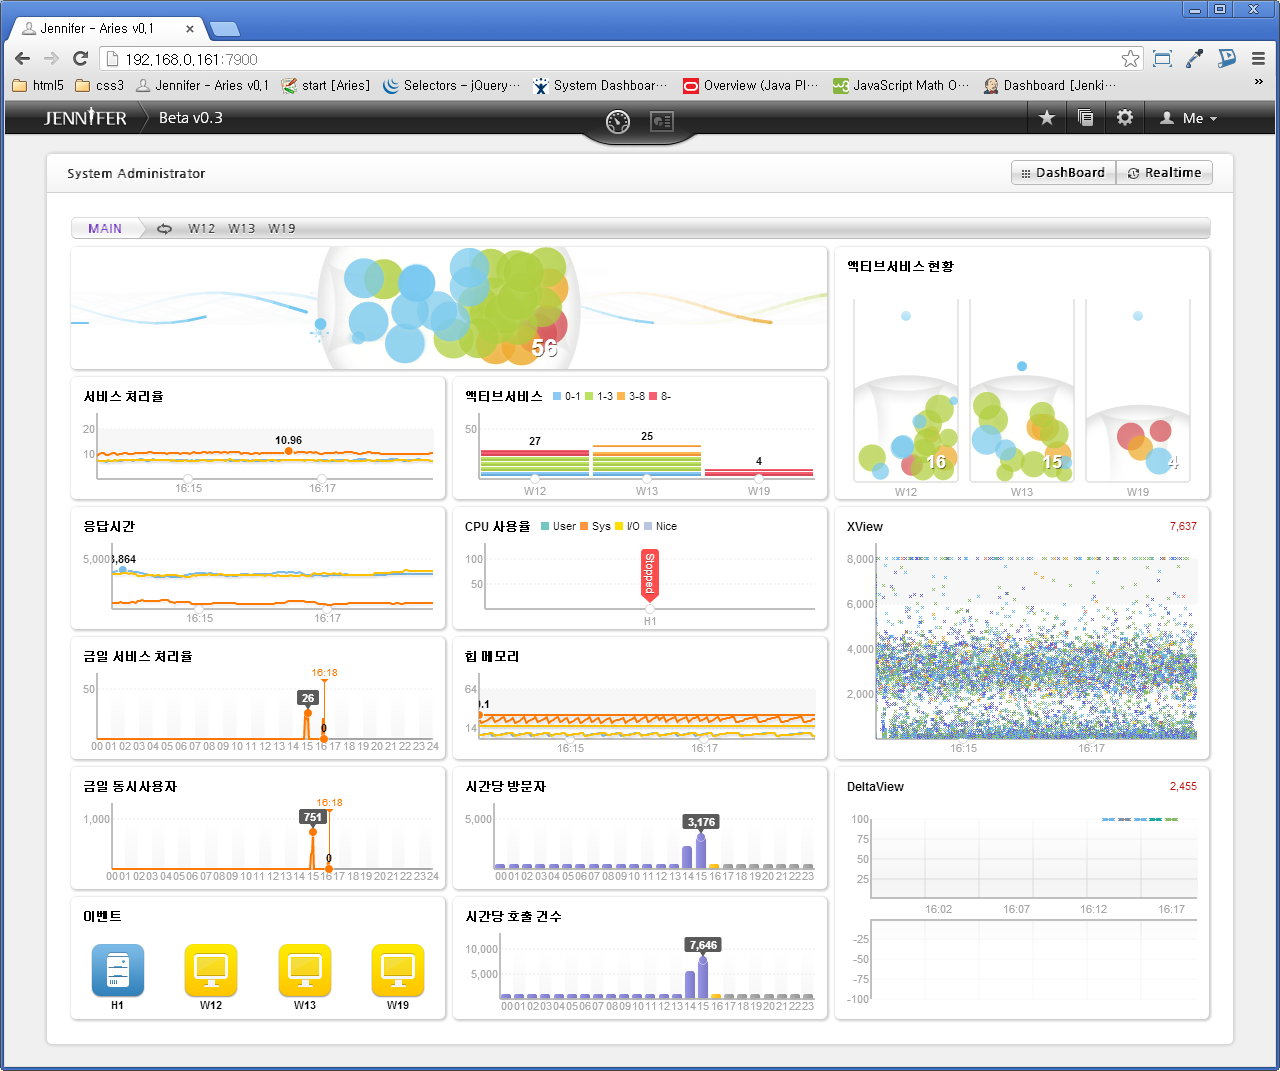 Jennifer - Aries v0.1
192.168.0.161:7900
html5 css3 Jennifer - Aries v0.1 start [Aries] Selectors - jQuery… System Dashboar… Overview (Java Pl… JavaScript Math O… Dashboard [Jenki… »
JENNIFER Beta v0.3 Me
System Administrator DashBoard Realtime
MAIN W12 W13 W19
56
액티브서비스 현황
16 15 4
W12 W13 W19
서비스 처리율
20
10
10.96
16:15 16:17
액티브서비스 0-1 1-3 3-8 8-
50
27 25 4
W12 W13 W19
응답시간
5,000
3,864
16:15 16:17
CPU 사용율 User Sys I/O Nice
100
50
Stopped
H1
XView 7,637
8,000
6,000
4,000
2,000
16:15 16:17
금일 서비스 처리율
16:18
50
26
0
00 01 02 03 04 05 06 07 08 09 10 11 12 13 14 15 16 17 18 19 20 21 22 23 24
힙 메모리
64
).1
14
16:15 16:17
금일 동시사용자
16:18
1,000
751
0
00 01 02 03 04 05 06 07 08 09 10 11 12 13 14 15 16 17 18 19 20 21 22 23 24
시간당 방문자
5,000
3,176
00 01 02 03 04 05 06 07 08 09 10 11 12 13 14 15 16 17 18 19 20 21 22 23
DeltaView 2,455
100
75
50
25
16:02 16:07 16:12 16:17
-25
-50
-75
-100
이벤트
H1 W12 W13 W19
시간당 호출 건수
10,000
5,000
7,646
00 01 02 03 04 05 06 07 08 09 10 11 12 13 14 15 16 17 18 19 20 21 22 23